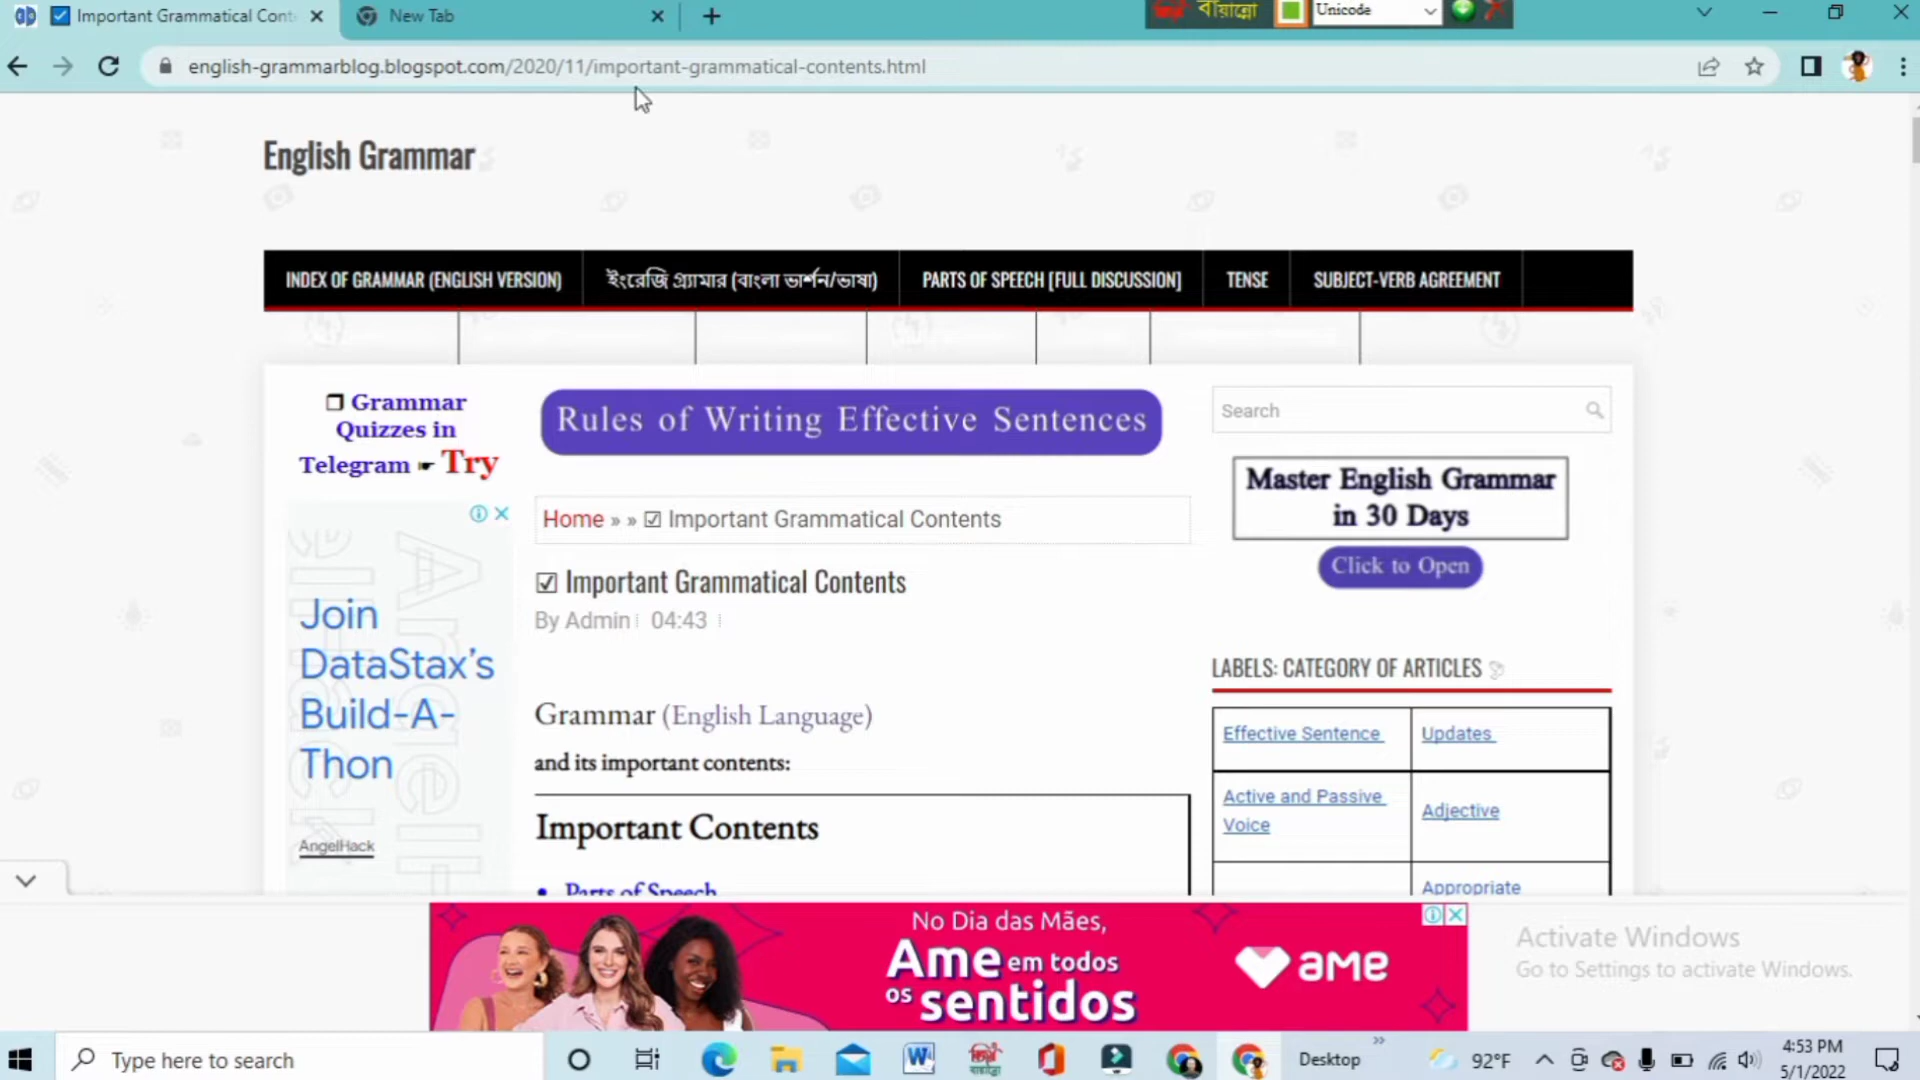 Important Grammatical Cont
New Tab
বায়ান্নো
Unicode
english-grammarblog.blogspot.com/2020/11/important-grammatical-contents.html
English Grammar
INDEX OF GRAMMAR (ENGLISH VERSION)
ইংরেজি গ্র্যামার (বাংলা ভার্শন/ভাষা)
PARTS OF SPEECH [FULL DISCUSSION]
TENSE
SUBJECT-VERB AGREEMENT
❒ Grammar
Quizzes in
Telegram ☛ Try
Join
DataStax's
Build-A-
Thon
AngelHack
Rules of Writing Effective Sentences
Home » » ☑ Important Grammatical Contents
☑ Important Grammatical Contents
By Admin 04:43
Grammar (English Language)
and its important contents:
Important Contents
• Parts of Speech
Search
Master English Grammar
in 30 Days
Click to Open
LABELS: CATEGORY OF ARTICLES
Effective Sentence
Updates
Active and Passive
Voice
Adjective
Appropriate
No Dia das Mães,
Ame em todos
os sentidos
ame
Activate Windows
Go to Settings to activate Windows.
Type here to search
Desktop
92°F
4:53 PM
5/1/2022